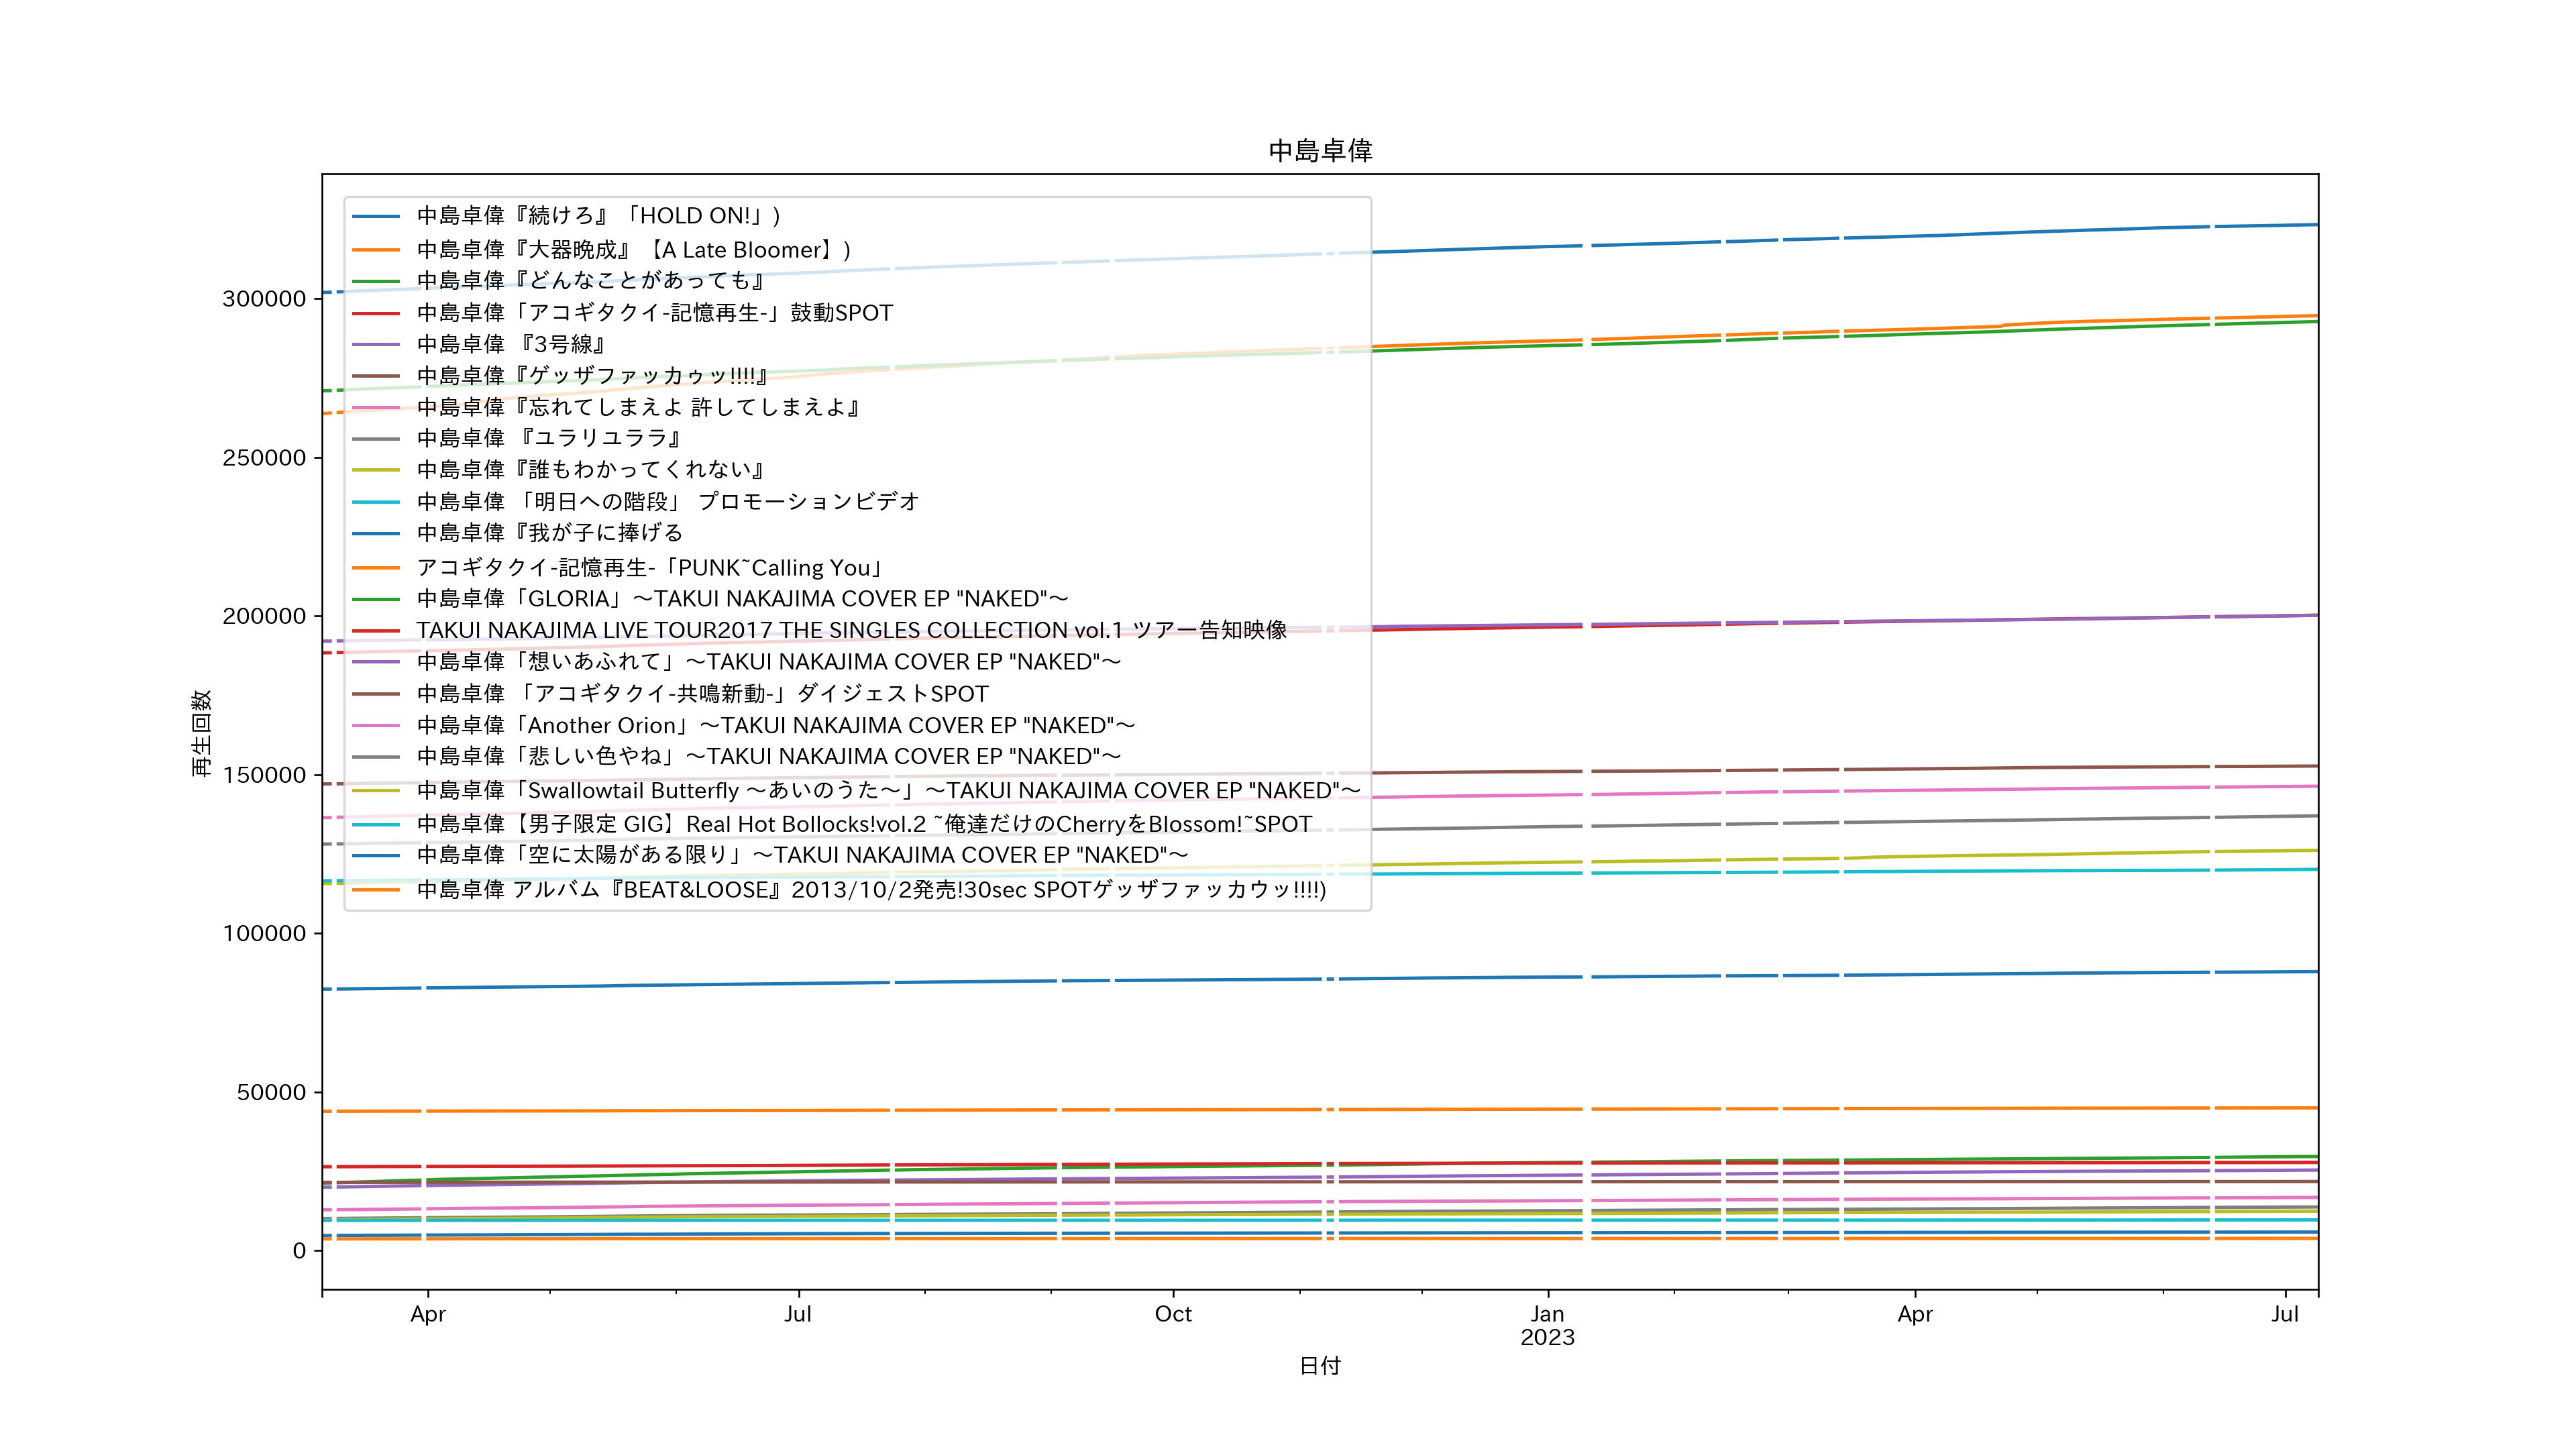 中島卓偉
中島卓偉『続けろ』「HOLD ON!」)
中島卓偉『大器晩成』【A Late Bloomer】)
中島卓偉『どんなことがあっても』
中島卓偉「アコギタクイ-記憶再生-」鼓動SPOT
中島卓偉 『3号線』
中島卓偉『ゲッザファッカゥッ!!!!』
中島卓偉『忘れてしまえよ 許してしまえよ』
中島卓偉 『ユラリユララ』
中島卓偉『誰もわかってくれない』
中島卓偉 「明日への階段」 プロモーションビデオ
中島卓偉『我が子に捧げる
アコギタクイ-記憶再生-「PUNK~Calling You」
中島卓偉「GLORIA」〜TAKUI NAKAJIMA COVER EP "NAKED"〜
TAKUI NAKAJIMA LIVE TOUR2017 THE SINGLES COLLECTION vol.1 ツアー告知映像
中島卓偉「想いあふれて」〜TAKUI NAKAJIMA COVER EP "NAKED"〜
中島卓偉 「アコギタクイ-共鳴新動-」ダイジェストSPOT
中島卓偉「Another Orion」〜TAKUI NAKAJIMA COVER EP "NAKED"〜
中島卓偉「悲しい色やね」〜TAKUI NAKAJIMA COVER EP "NAKED"〜
中島卓偉「Swallowtail Butterfly 〜あいのうた〜」〜TAKUI NAKAJIMA COVER EP "NAKED"〜
中島卓偉【男子限定 GIG】Real Hot Bollocks!vol.2 ~俺達だけのCherryをBlossom!~SPOT
中島卓偉「空に太陽がある限り」〜TAKUI NAKAJIMA COVER EP "NAKED"〜
中島卓偉 アルバム『BEAT&LOOSE』2013/10/2発売!30sec SPOTゲッザファッカウッ!!!!)
再生回数
300000
250000
200000
150000
100000
50000
0
Apr
Jul
Oct
Jan
2023
Apr
Jul
日付